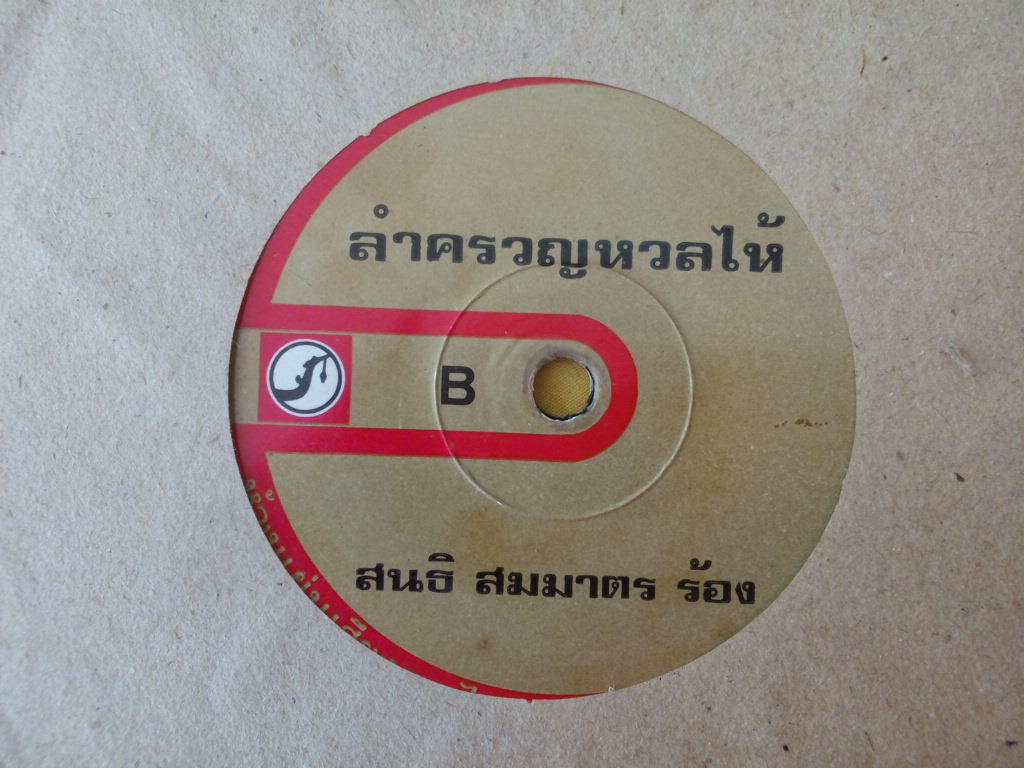 ลำครวญหวลไห้
B
สนธิ สมมาตร ร้อง